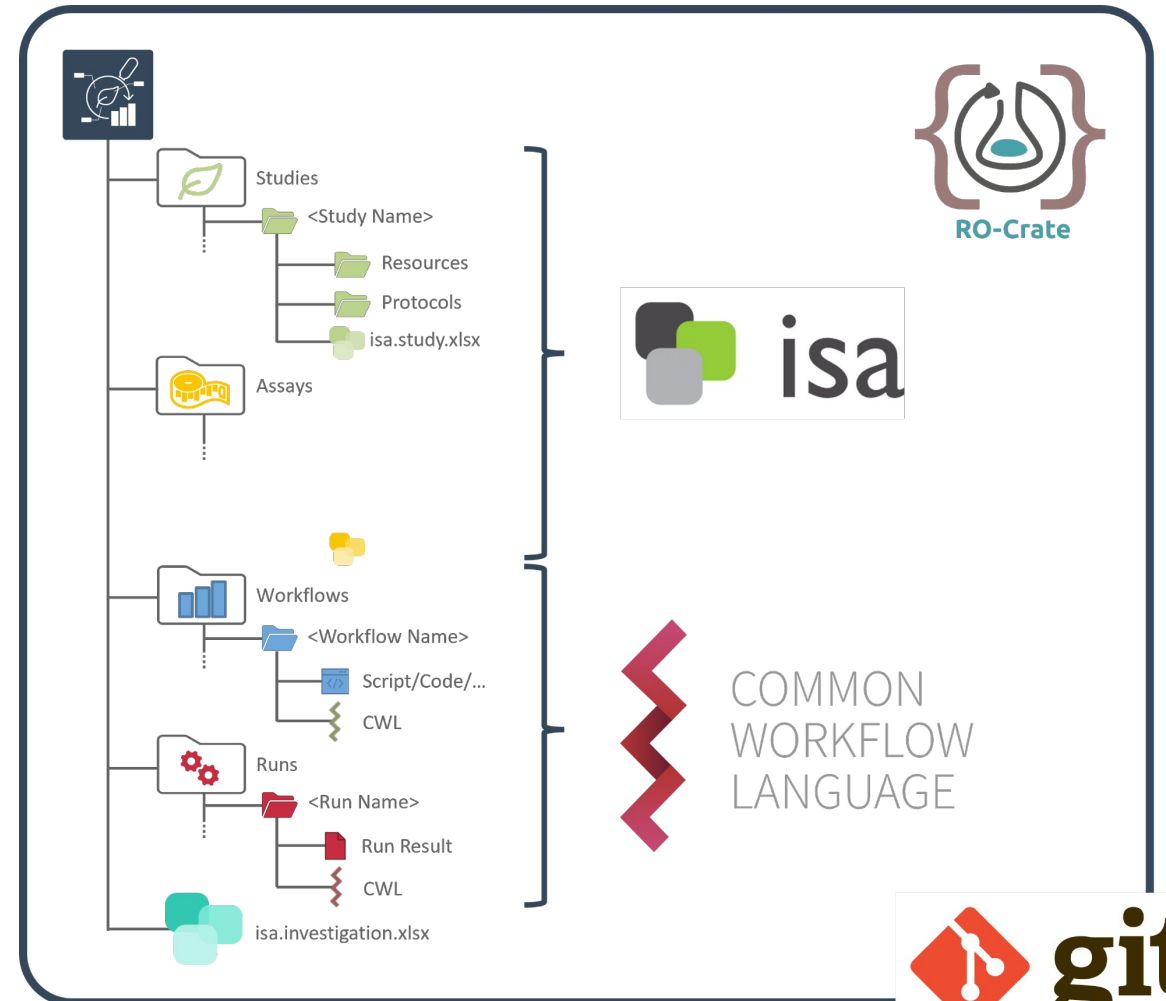 Studies
<Study Name>
Resources
Protocols
isa.study.xlsx
Assays
Workflows
<Workflow Name>
Script/Code/...
</>
CWL
Runs
<Run Name>
Run Result
CWL
isa.investigation.xlsx
RO-Crate
isa
COMMON
WORKFLOW
LANGUAGE
git